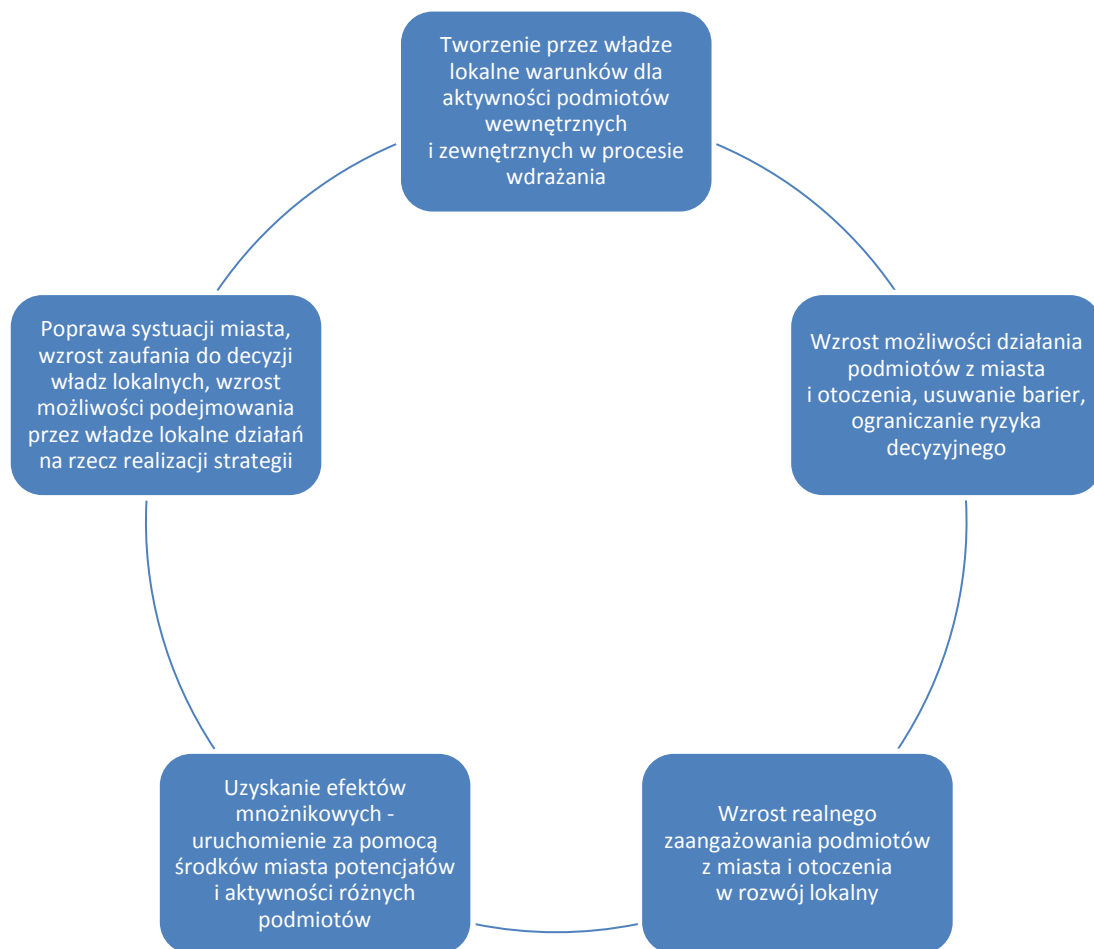 Tworzenie przez władze
lokalne warunków dla
aktywności podmiotów
wewnętrznych
i zewnętrznych w procesie
wdrażania
Wzrost możliwości działania
podmiotów z miasta
i otoczenia, usuwanie barier,
ograniczanie ryzyka
decyzyjnego
Wzrost realnego
zaangażowania podmiotów
z miasta i otoczenia
w rozwój lokalny
Uzyskanie efektów
mnożnikowych -
uruchomienie za pomocą
środków miasta potencjałów
i aktywności różnych
podmiotów
Poprawa systuacji miasta,
wzrost zaufania do decyzji
władz lokalnych, wzrost
możliwości podejmowania
przez władze lokalne działań
na rzecz realizacji strategii